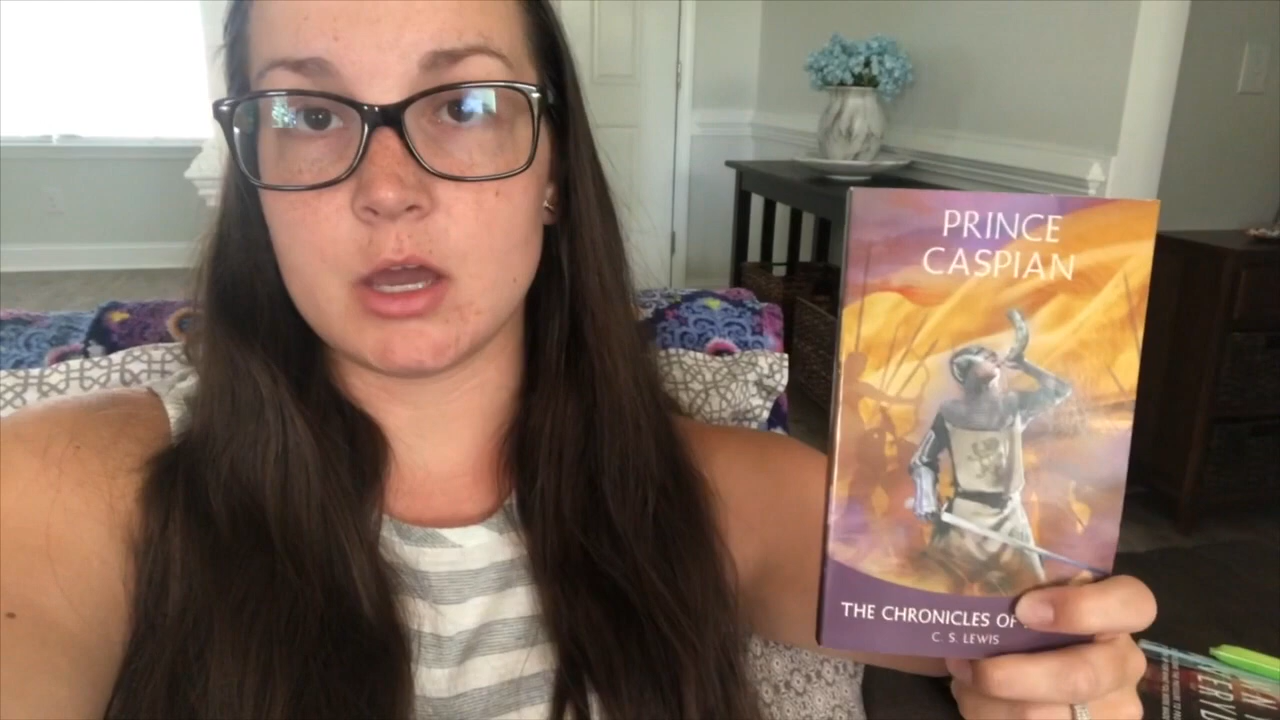 PRINCE
CASPIAN
THE CHRONICLES OF
C. S. LEWIS